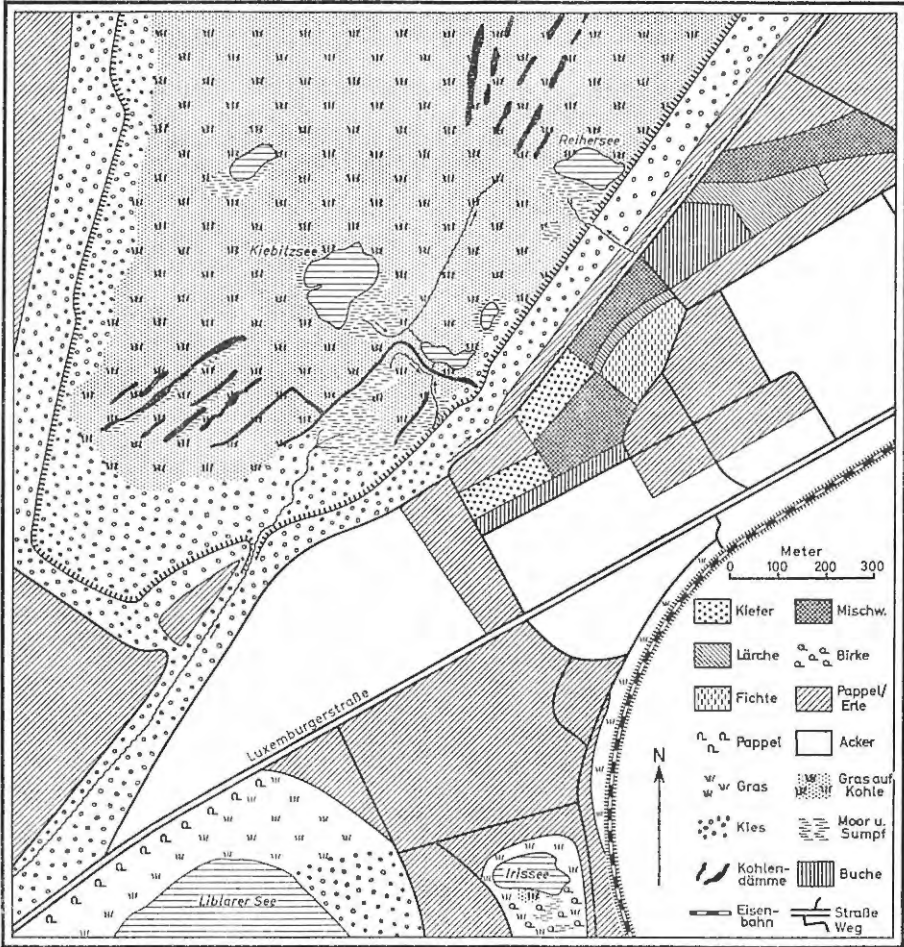 Reihersee
Kiebitzsee
Luxemburgerstraße
Liblarer See
Irissee
Meter
0 100 200 300
Kiefer
Mischw.
Lärche
Birke
Fichte
Pappel/
Erle
Pappel
Acker
Gras
Gras auf
Kohle
Kies
Moor u.
Sumpf
Kohlen-
dämme
Buche
Eisen-
bahn
Straße
Weg
N